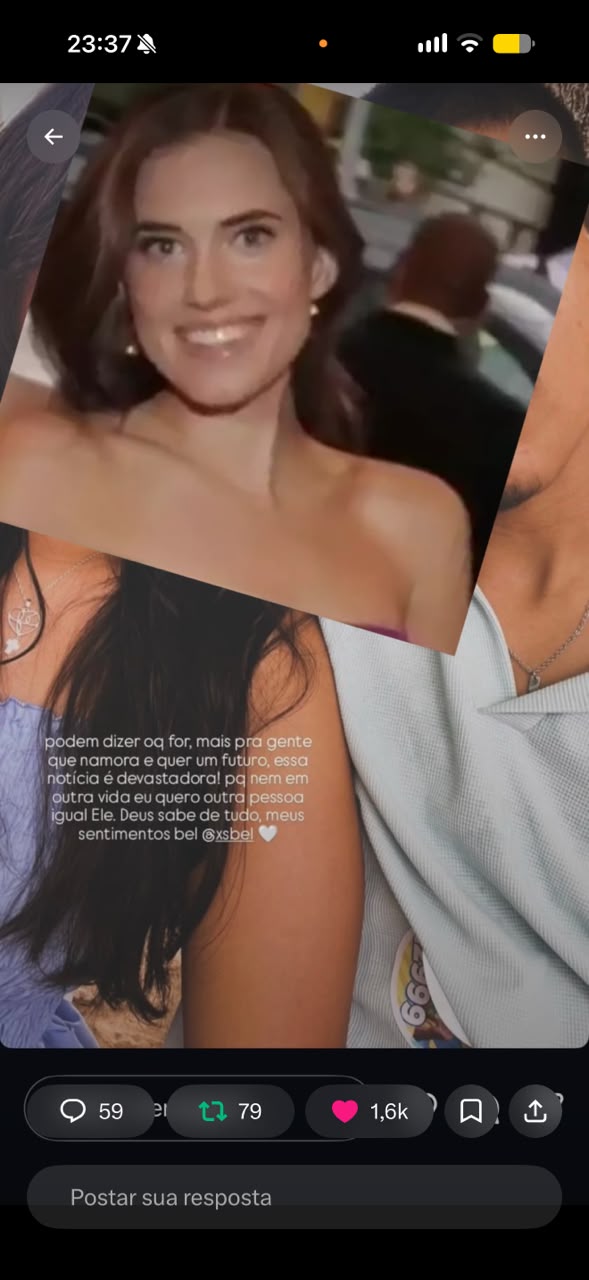 23:37
podem dizer oq for, mais pra gente
que namora e quer um futuro, essa
notícia é devastadora! pq nem em
outra vida eu quero outra pessoa
igual Ele. Deus sabe de tudo, meus
sentimentos bel @xsbel 🤍
59
79
1,6k
Postar sua resposta